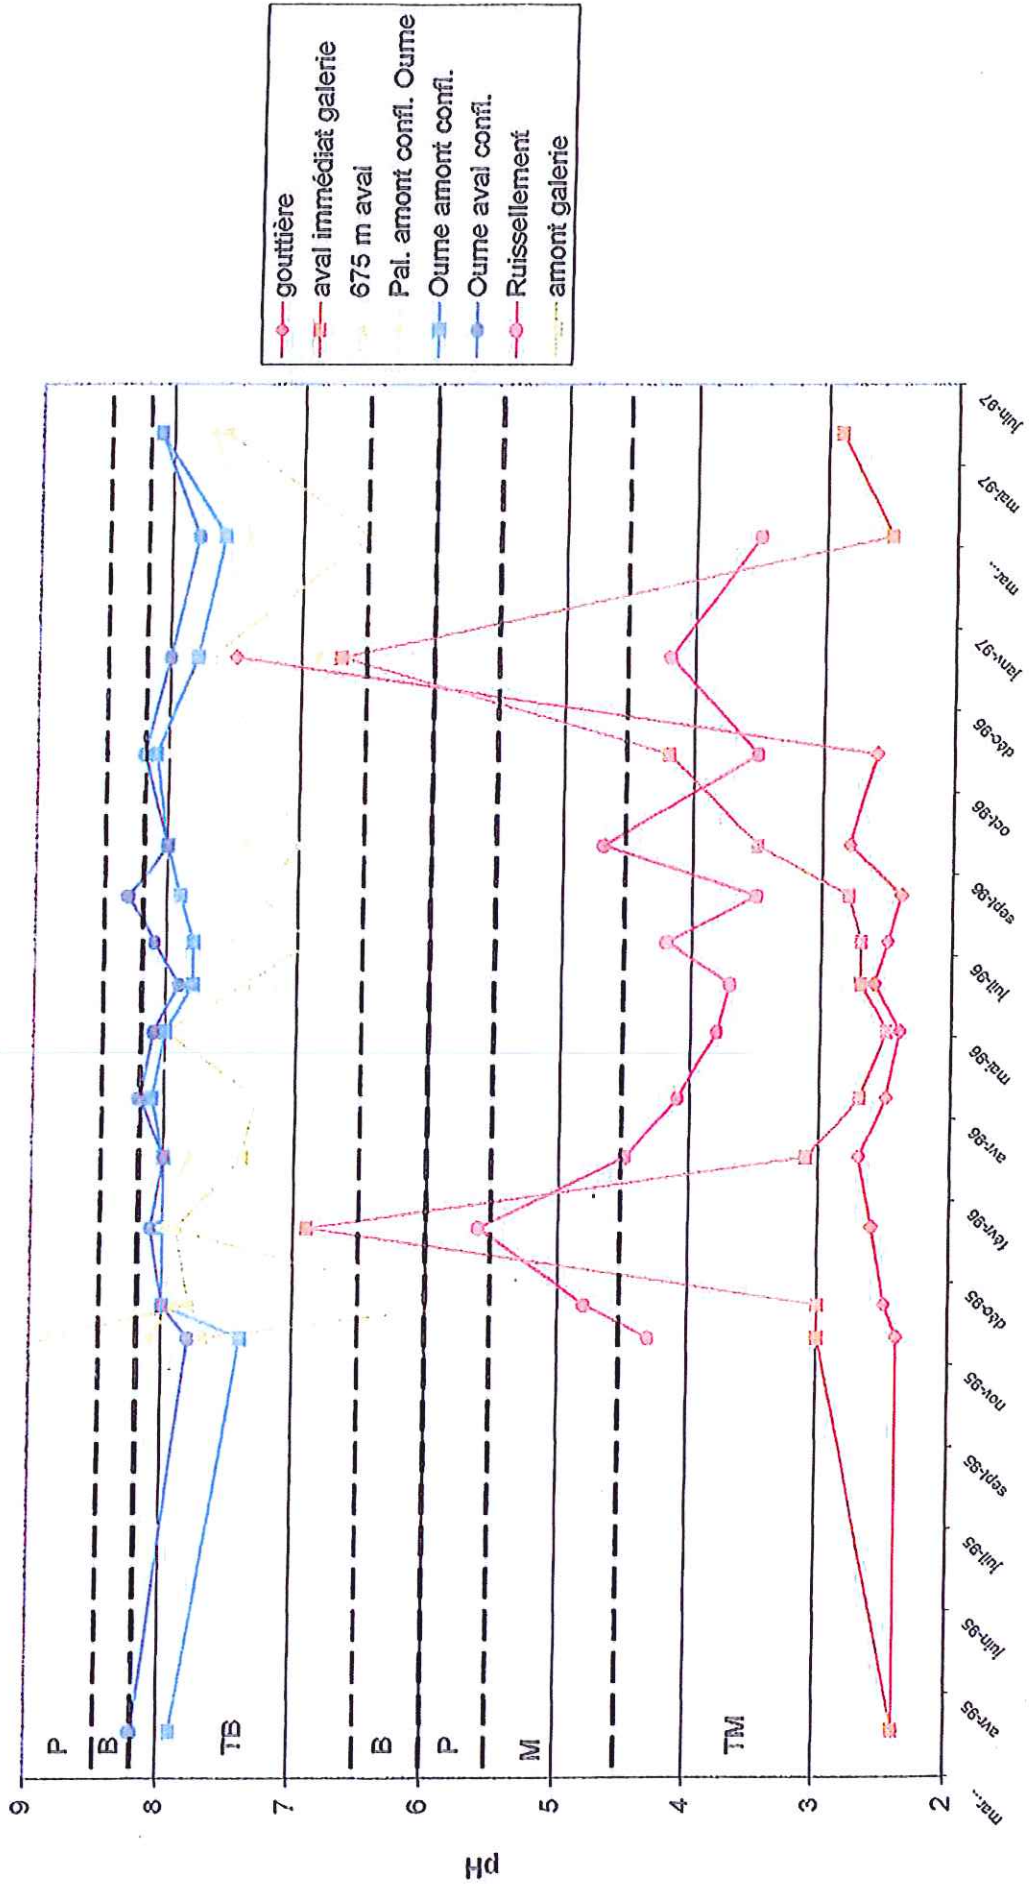 pH
9
8
7
6
5
4
3
2
P
B
TB
B
P
M
TM
mar...
avr-95
juin-95
juil-95
sept-95
nov-95
déc-95
févr-96
avr-96
mai-96
juil-96
sept-96
oct-96
déc-96
janv-97
mar...
mai-97
juin-97
gouttière
aval immédiat galerie
675 m aval
Pal. amont confl. Oume
Oume amont confl.
Oume aval confl.
Ruissellement
amont galerie